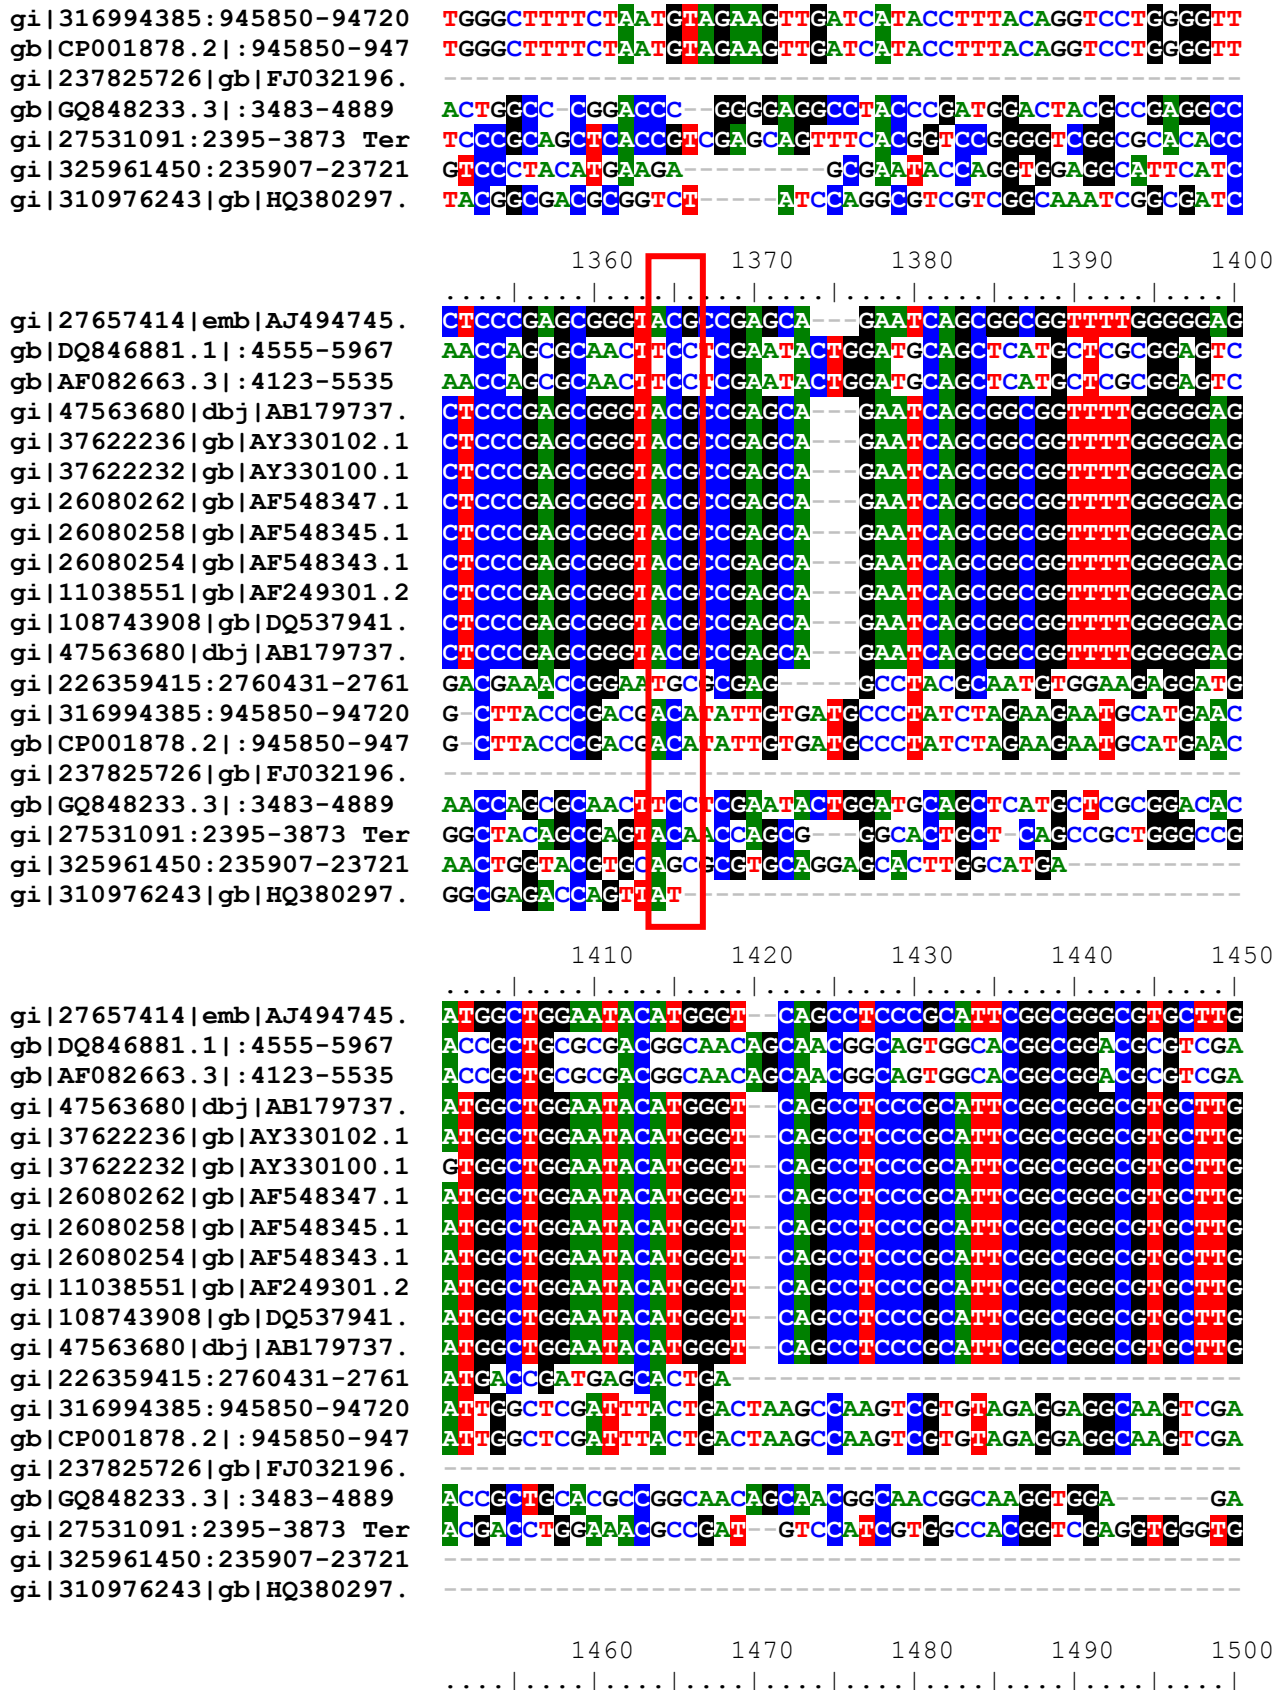 gi|316994385:945850-94720 TGGGCTTTTCTAATGTAGAAGTTGATCATACCTTTACAGGTCCTGGGGTT
gb|CP001878.2|:945850-947 TGGGCTTTTCTAATGTAGAAGTTGATCATACCTTTACAGGTCCTGGGGTT
gi|237825726|gb|FJ032196. --------------------------------------------------
gb|GQ848233.3|:3483-4889 ACTGGCC-CGGACCC--GGGGAGGCCTACCCGATGGACTACGCCGAGGCC
gi|27531091:2395-3873 Ter TCCCGCAGCTCACCGTCGAGCAGTTTCACGGTCCGGGGTCGGCGCACACC
gi|325961450:235907-23721 GTCCCTACATGAAGA---------GCGAATACCAGGTGGAGGCATTCATC
gi|310976243|gb|HQ380297. TACGGCGACGCGGTCT-----ATCCAGGCGTCGTCGGCAAATCGGCGATC
1360 1370 1380 1390 1400
....|....|....|....|....|....|....|....|....|....|
gi|27657414|emb|AJ494745. CTCCCGAGCGGGTACGCCGAGCA---GAATCAGCGGCGGTTTTGGGGGAG
gb|DQ846881.1|:4555-5967 AACCAGCGCAACTTCCTCGAATACTGGATGCAGCTCATGCTCGCGGAGTC
gb|AF082663.3|:4123-5535 AACCAGCGCAACTTCCTCGAATACTGGATGCAGCTCATGCTCGCGGAGTC
gi|47563680|dbj|AB179737. CTCCCGAGCGGGTACGCCGAGCA---GAATCAGCGGCGGTTTTGGGGGAG
gi|37622236|gb|AY330102.1 CTCCCGAGCGGGTACGCCGAGCA---GAATCAGCGGCGGTTTTGGGGGAG
gi|37622232|gb|AY330100.1 CTCCCGAGCGGGTACGCCGAGCA---GAATCAGCGGCGGTTTTGGGGGAG
gi|26080262|gb|AF548347.1 CTCCCGAGCGGGTACGCCGAGCA---GAATCAGCGGCGGTTTTGGGGGAG
gi|26080258|gb|AF548345.1 CTCCCGAGCGGGTACGCCGAGCA---GAATCAGCGGCGGTTTTGGGGGAG
gi|26080254|gb|AF548343.1 CTCCCGAGCGGGTACGCCGAGCA---GAATCAGCGGCGGTTTTGGGGGAG
gi|11038551|gb|AF249301.2 CTCCCGAGCGGGTACGCCGAGCA---GAATCAGCGGCGGTTTTGGGGGAG
gi|108743908|gb|DQ537941. CTCCCGAGCGGGTACGCCGAGCA---GAATCAGCGGCGGTTTTGGGGGAG
gi|47563680|dbj|AB179737. CTCCCGAGCGGGTACGCCGAGCA---GAATCAGCGGCGGTTTTGGGGGAG
gi|226359415:2760431-2761 GACGAAACCGGAATGCGCGAG-----GCCTACGCAATGTGGAAGAGGATG
gi|316994385:945850-94720 G-CTTACCCGACGACATATTGTGATGCCCTATCTAGAAGAATGCATGAAC
gb|CP001878.2|:945850-947 G-CTTACCCGACGACATATTGTGATGCCCTATCTAGAAGAATGCATGAAC
gi|237825726|gb|FJ032196. --------------------------------------------------
gb|GQ848233.3|:3483-4889 AACCAGCGCAACTTCCTCGAATACTGGATGCAGCTCATGCTCGCGGACAC
gi|27531091:2395-3873 Ter GGCTACAGCGAGTACAACCAGCG---GGCACTGCT-CAGCCGCTGGGCCG
gi|325961450:235907-23721 AACTGGTACGTGCAGCGCGTGCAGGAGCACTTGGCATGA-----------
gi|310976243|gb|HQ380297. GGCGAGACCAGTTAT-----------------------------------
1410 1420 1430 1440 1450
....|....|....|....|....|....|....|....|....|....|
gi|27657414|emb|AJ494745. ATGGCTGGAATACATGGGT--CAGCCTCCCGCATTCGGCGGGCGTGCTTG
gb|DQ846881.1|:4555-5967 ACCGCTGCGCGACGGCAACAGCAACGGCAGTGGCACGGCGGACGCGTCGA
gb|AF082663.3|:4123-5535 ACCGCTGCGCGACGGCAACAGCAACGGCAGTGGCACGGCGGACGCGTCGA
gi|47563680|dbj|AB179737. ATGGCTGGAATACATGGGT--CAGCCTCCCGCATTCGGCGGGCGTGCTTG
gi|37622236|gb|AY330102.1 ATGGCTGGAATACATGGGT--CAGCCTCCCGCATTCGGCGGGCGTGCTTG
gi|37622232|gb|AY330100.1 GTGGCTGGAATACATGGGT--CAGCCTCCCGCATTCGGCGGGCGTGCTTG
gi|26080262|gb|AF548347.1 ATGGCTGGAATACATGGGT--CAGCCTCCCGCATTCGGCGGGCGTGCTTG
gi|26080258|gb|AF548345.1 ATGGCTGGAATACATGGGT--CAGCCTCCCGCATTCGGCGGGCGTGCTTG
gi|26080254|gb|AF548343.1 ATGGCTGGAATACATGGGT--CAGCCTCCCGCATTCGGCGGGCGTGCTTG
gi|11038551|gb|AF249301.2 ATGGCTGGAATACATGGGT--CAGCCTCCCGCATTCGGCGGGCGTGCTTG
gi|108743908|gb|DQ537941. ATGGCTGGAATACATGGGT--CAGCCTCCCGCATTCGGCGGGCGTGCTTG
gi|47563680|dbj|AB179737. ATGGCTGGAATACATGGGT--CAGCCTCCCGCATTCGGCGGGCGTGCTTG
gi|226359415:2760431-2761 ATGACCGATGAGCACTGA--------------------------------
gi|316994385:945850-94720 ATTGGCTCGATTTACTGACTAAGCCAAGTCGTGTAGAGGAGGCAAGTCGA
gb|CP001878.2|:945850-947 ATTGGCTCGATTTACTGACTAAGCCAAGTCGTGTAGAGGAGGCAAGTCGA
gi|237825726|gb|FJ032196. --------------------------------------------------
gb|GQ848233.3|:3483-4889 ACCGCTGCACGCCGGCAACAGCAACGGCAACGGCAAGGTGGA------GA
gi|27531091:2395-3873 Ter ACGACCTGGAAACGCCGAT--GTCCATCGTGGCCACGGTCGAGGTGGGTG
gi|325961450:235907-23721 --------------------------------------------------
gi|310976243|gb|HQ380297. --------------------------------------------------
1460 1470 1480 1490 1500
....|....|....|....|....|....|....|....|....|....|